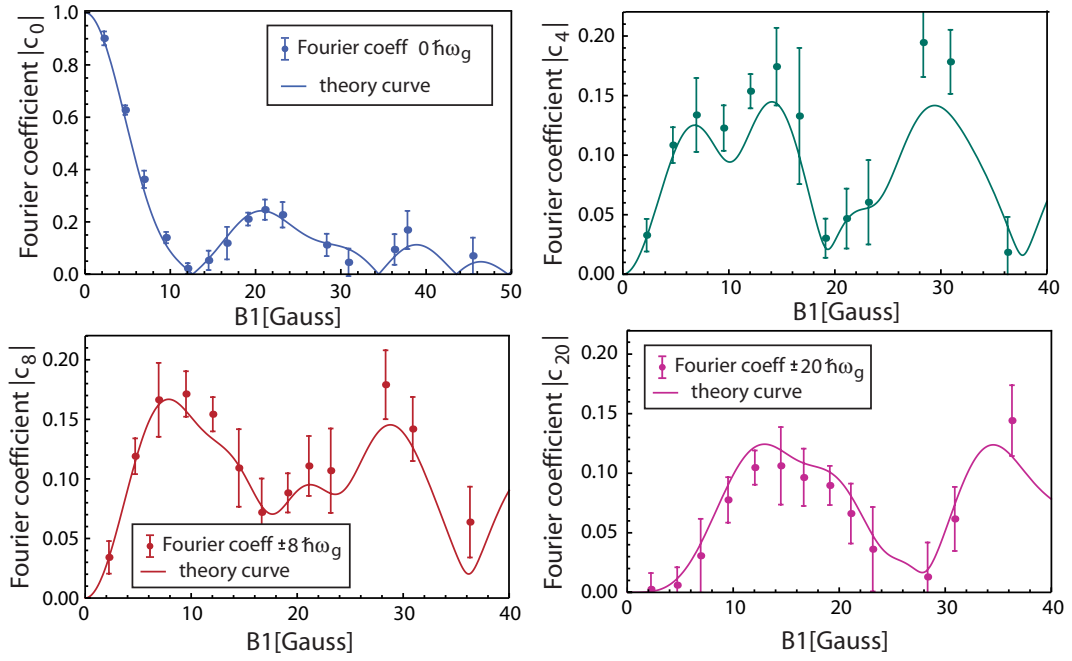 Fourier coefficient |c₀|
1.0
0.8
0.6
0.4
0.2
0.0
0 10 20 30 40 50
B1[Gauss]
Fourier coeff 0ℏω_g
theory curve
Fourier coefficient |c₄|
0.20
0.15
0.10
0.05
0.00
0 10 20 30 40
B1[Gauss]
Fourier coefficient |c₈|
0.20
0.15
0.10
0.05
0.00
0 10 20 30 40
B1[Gauss]
Fourier coeff ±8ℏω_g
theory curve
Fourier coefficient |c₂₀|
0.20
0.15
0.10
0.05
0.00
0 10 20 30 40
B1[Gauss]
Fourier coeff ±20ℏω_g
theory curve